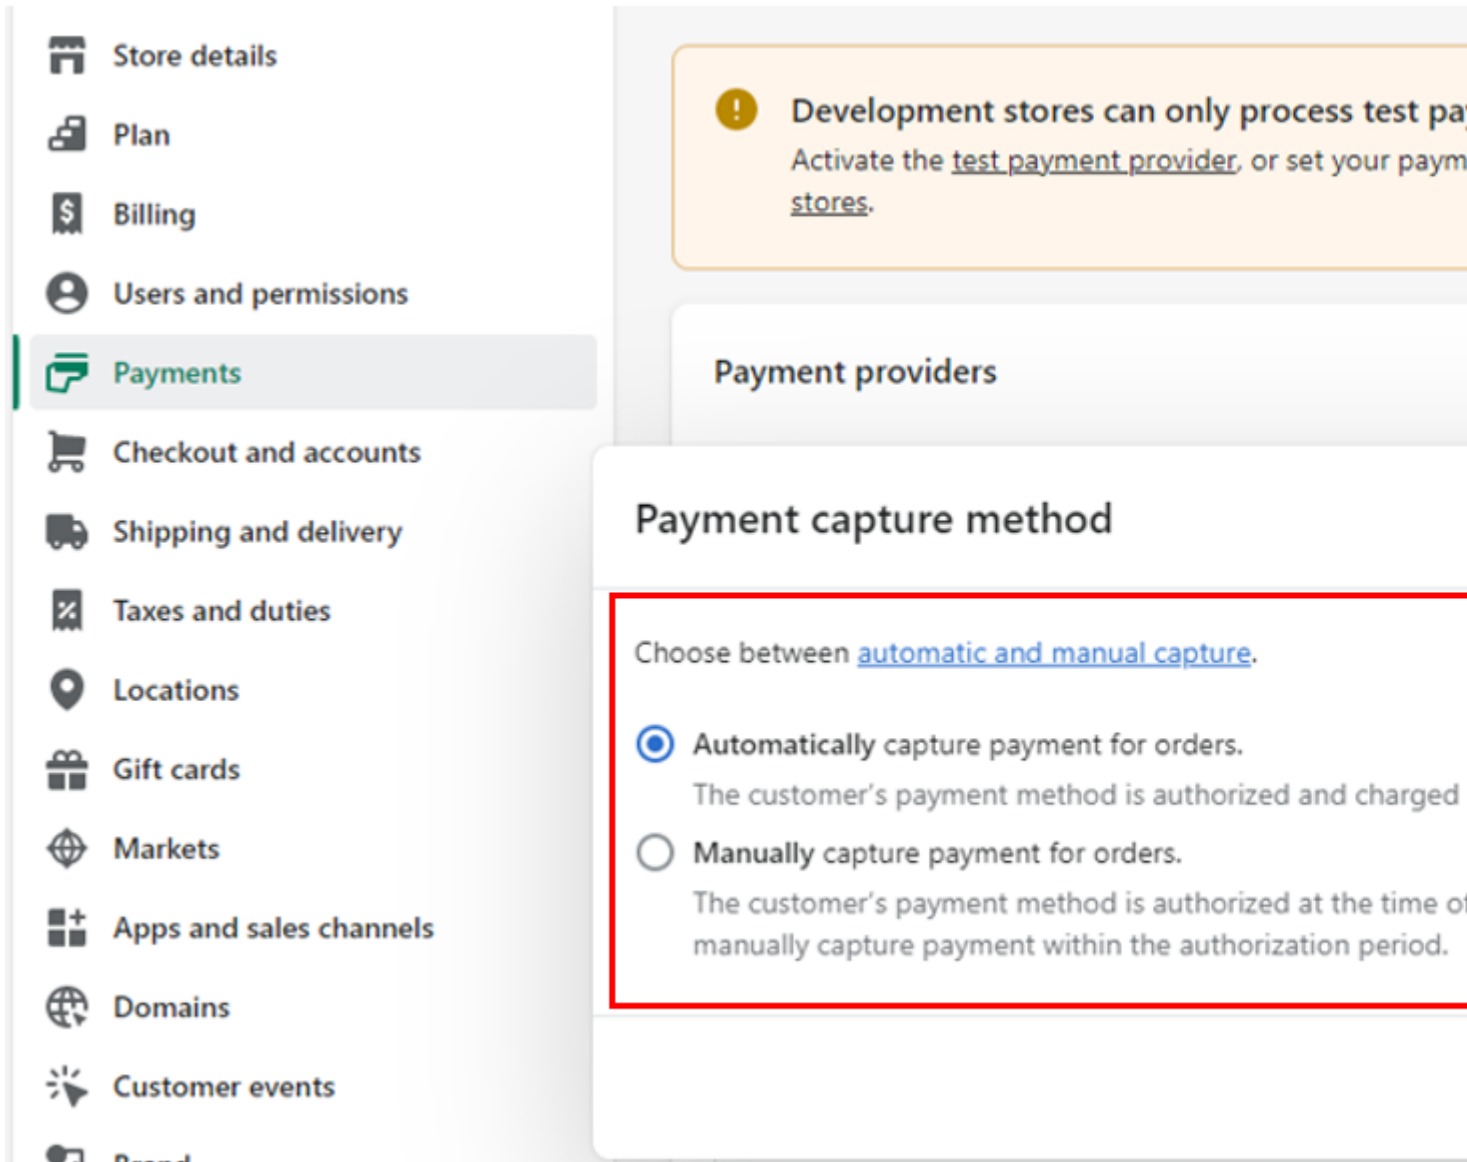 Store details
Plan
Billing
Users and permissions
Payments
Checkout and accounts
Shipping and delivery
Taxes and duties
Locations
Gift cards
Markets
Apps and sales channels
Domains
Customer events
Brand
Development stores can only process test
Activate the test payment provider, or set your
stores.
Payment providers
Payment capture method
Choose between automatic and manual capture.
Automatically capture payment for orders.
The customer's payment method is authorized and charged
Manually capture payment for orders.
The customer's payment method is authorized at the time of
manually capture payment within the authorization period.